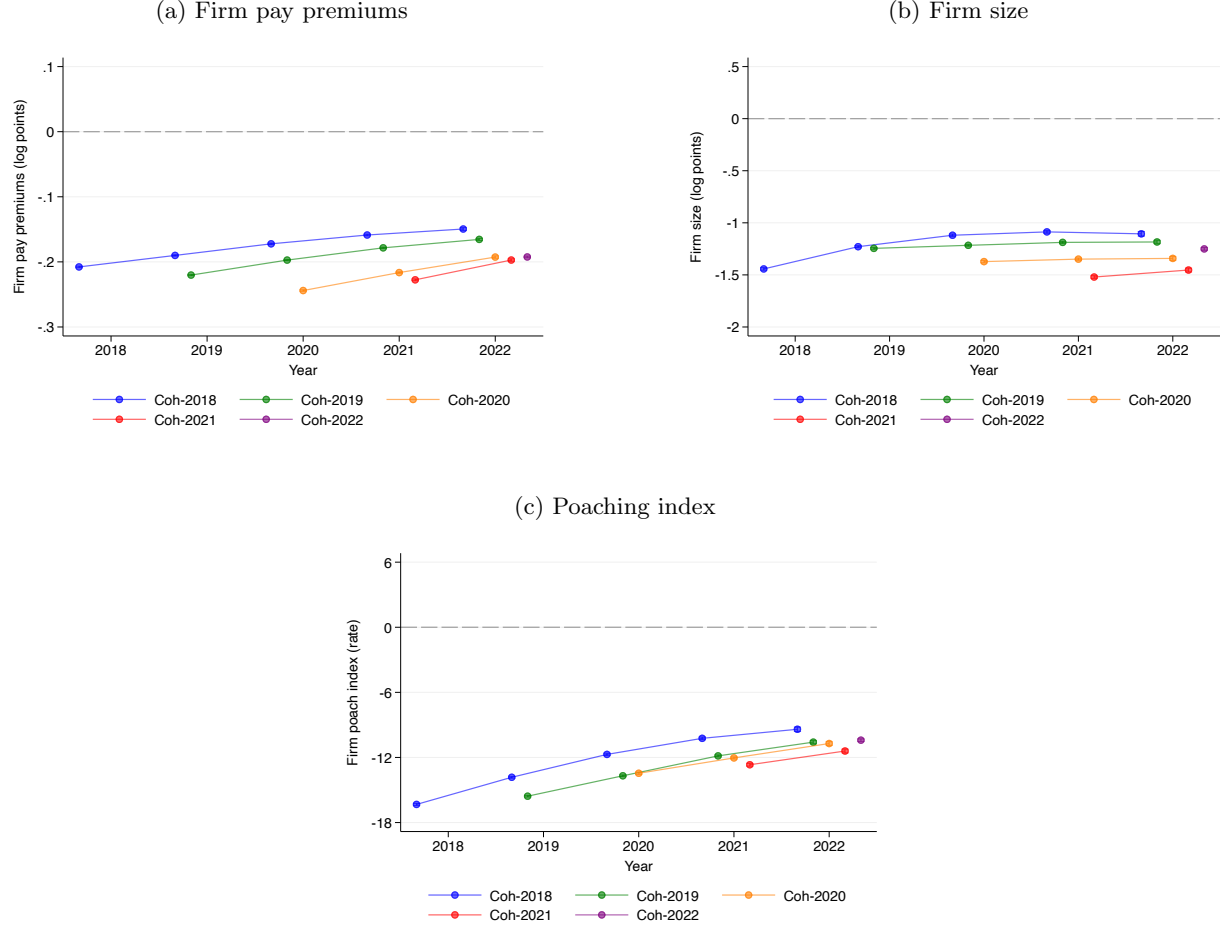 (a) Firm pay premiums
Firm pay premiums (log points)
.1
0
-.1
-.2
-.3
2018 2019 2020 2021 2022
Year
Coh-2018 Coh-2019 Coh-2020
Coh-2021 Coh-2022
(b) Firm size
Firm size (log points)
.5
0
-.5
-1
-1.5
-2
2018 2019 2020 2021 2022
Year
Coh-2018 Coh-2019 Coh-2020
Coh-2021 Coh-2022
(c) Poaching index
Firm poach index (rate)
6
0
-6
-12
-18
2018 2019 2020 2021 2022
Year
Coh-2018 Coh-2019 Coh-2020
Coh-2021 Coh-2022